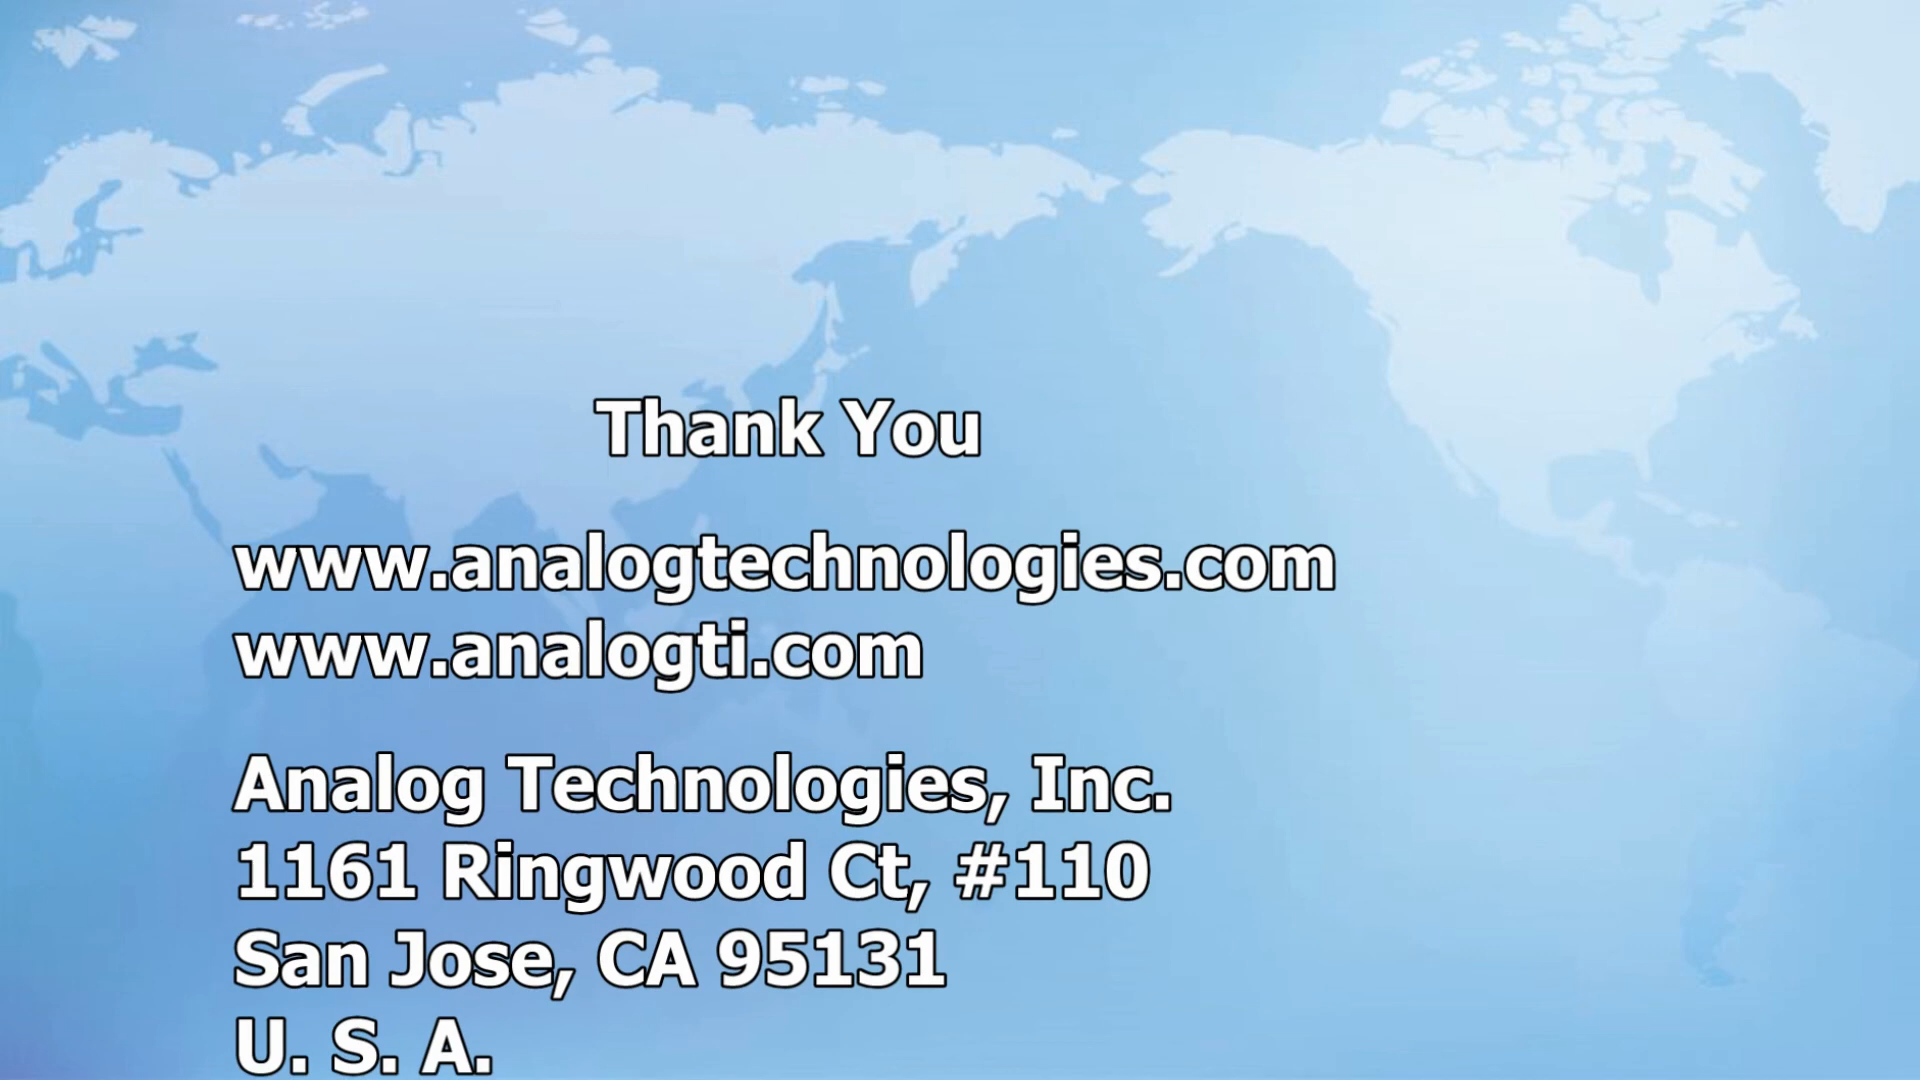 Thank You
www.analogtechnologies.com
www.analogti.com
Analog Technologies, Inc.
1161 Ringwood Ct, #110
San Jose, CA 95131
U. S. A.